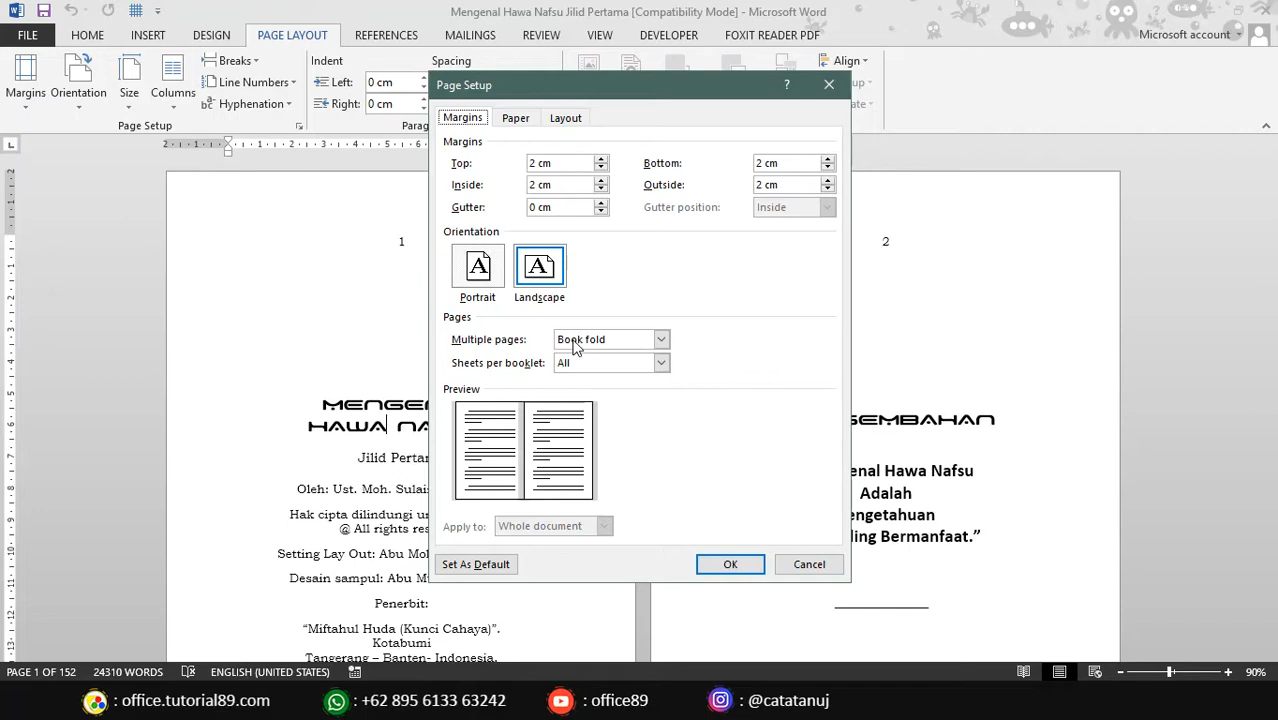 Mengenal Hawa Nafsu Jilid Pertama [Compatibility Mode] - Microsoft Word
FILE HOME INSERT DESIGN PAGE LAYOUT REFERENCES MAILINGS REVIEW VIEW DEVELOPER FOXIT READER PDF Microsoft account
Breaks Indent Spacing Align
Line Numbers Left: 0 cm
Margins Orientation Size Columns Hyphenation Right: 0 cm
Page Setup
Page Setup
Margins Paper Layout
Margins
Top: 2 cm Bottom: 2 cm
Inside: 2 cm Outside: 2 cm
Gutter: 0 cm Gutter position: Inside
Orientation
Portrait Landscape
Pages
Multiple pages: Book fold
Sheets per booklet: All
Preview
Apply to: Whole document
Set As Default OK Cancel
1
HAWA
Jilid
Oleh: Ust. Moh.
Hak cipta dilindungi
@ All rights
Setting Lay Out: Abu
Desain sampul: Abu
Penerbit:
“Miftahul Huda (Kunci Cahaya)”.
Kotabumi
Tangerang – Banten- Indonesia.
2
Hawa Nafsu
Adalah
Bermanfaat.”
PAGE 1 OF 152 24310 WORDS ENGLISH (UNITED STATES) 90%
: office.tutorial89.com : +62 895 6133 63242 : office89 : @catatanuj